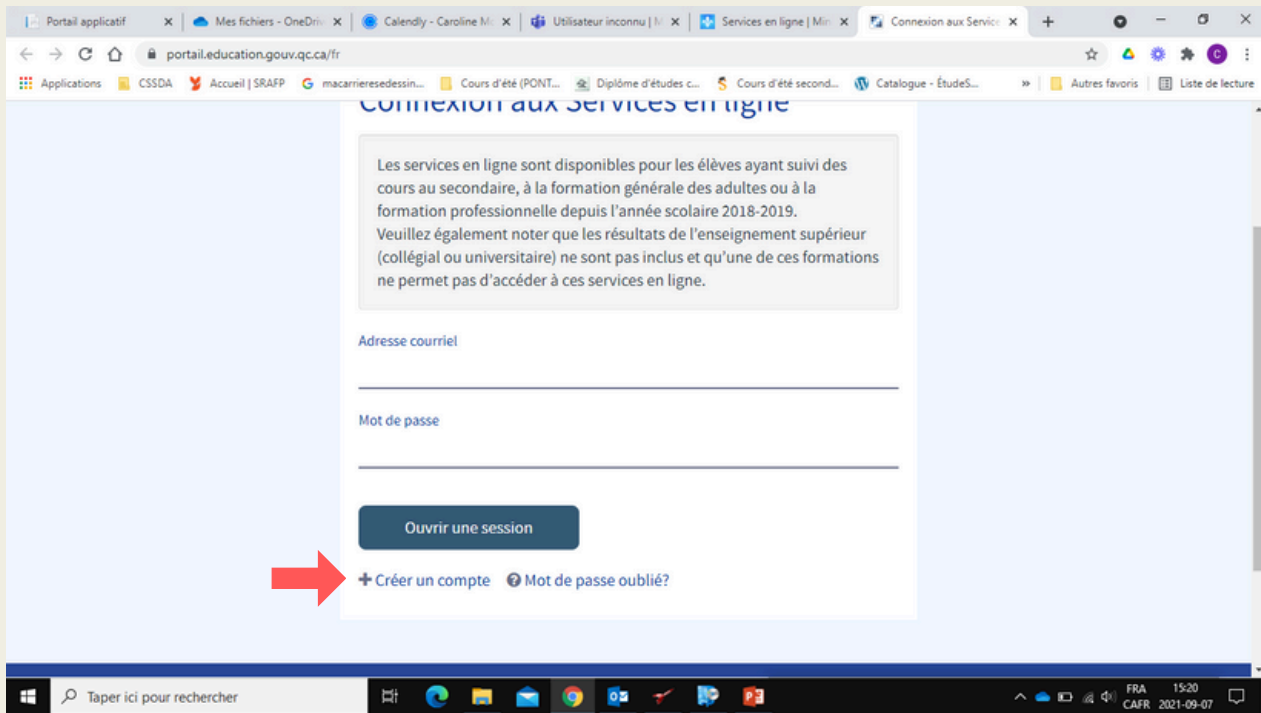 Portail applicatif
Mes fichiers - OneDriv
Calendly - Caroline Mc
Utilisateur inconnu | M
Services en ligne | Min
Connexion aux Service
portail.education.gouv.qc.ca/fr
C
Applications
CSSDA
Accueil | SRAFP
macarrieresedessin...
Cours d'été (PONT...
Diplôme d'études c...
Cours d'été second...
Catalogue - ÉtudeS...
»
Autres favoris
Liste de lecture
Connexion aux Services en ligne
Les services en ligne sont disponibles pour les élèves ayant suivi des
cours au secondaire, à la formation générale des adultes ou à la
formation professionnelle depuis l'année scolaire 2018-2019.
Veuillez également noter que les résultats de l'enseignement supérieur
(collégial ou universitaire) ne sont pas inclus et qu'une de ces formations
ne permet pas d'accéder à ces services en ligne.
Adresse courriel
Mot de passe
Ouvrir une session
Créer un compte
Mot de passe oublié?
Taper ici pour rechercher
FRA
CAFR
15:20
2021-09-07